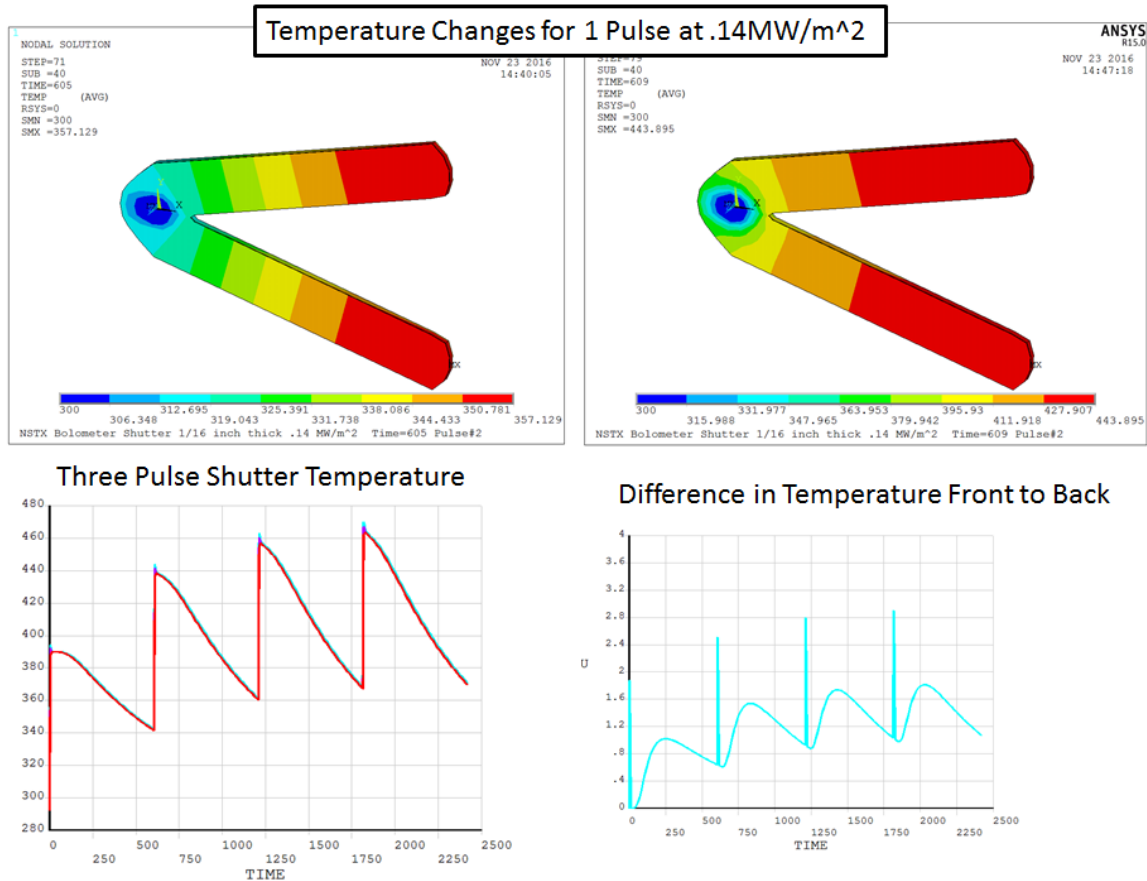 Temperature Changes for 1 Pulse at .14MW/m^2
1
NODAL SOLUTION
STEP=71
SUB =40
TIME=605
TEMP (AVG)
RSYS=0
SMN =300
SMX =357.129
NOV 23 2016
14:40:05
Y
X
300 312.695 325.391 338.086 350.781
306.348 319.043 331.738 344.433 357.129
NSTX Bolometer Shutter 1/16 inch thick .14 MW/m^2 Time=605 Pulse#2
ANSYS
R15.0
STEP=79
SUB =40
TIME=609
TEMP (AVG)
RSYS=0
SMN =300
SMX =443.895
NOV 23 2016
14:47:18
X
300 331.977 363.953 395.93 427.907
315.988 347.965 379.942 411.918 443.895
NSTX Bolometer Shutter 1/16 inch thick .14 MW/m^2 Time=609 Pulse#2
Three Pulse Shutter Temperature
480
460
440
420
400
380
360
340
320
300
280
0 500 1000 1500 2000 2500
250 750 1250 1750 2250
TIME
Difference in Temperature Front to Back
4
3.6
3.2
2.8
2.4
2
1.6
1.2
.8
.4
0
C
0 500 1000 1500 2000 2500
250 750 1250 1750 2250
TIME